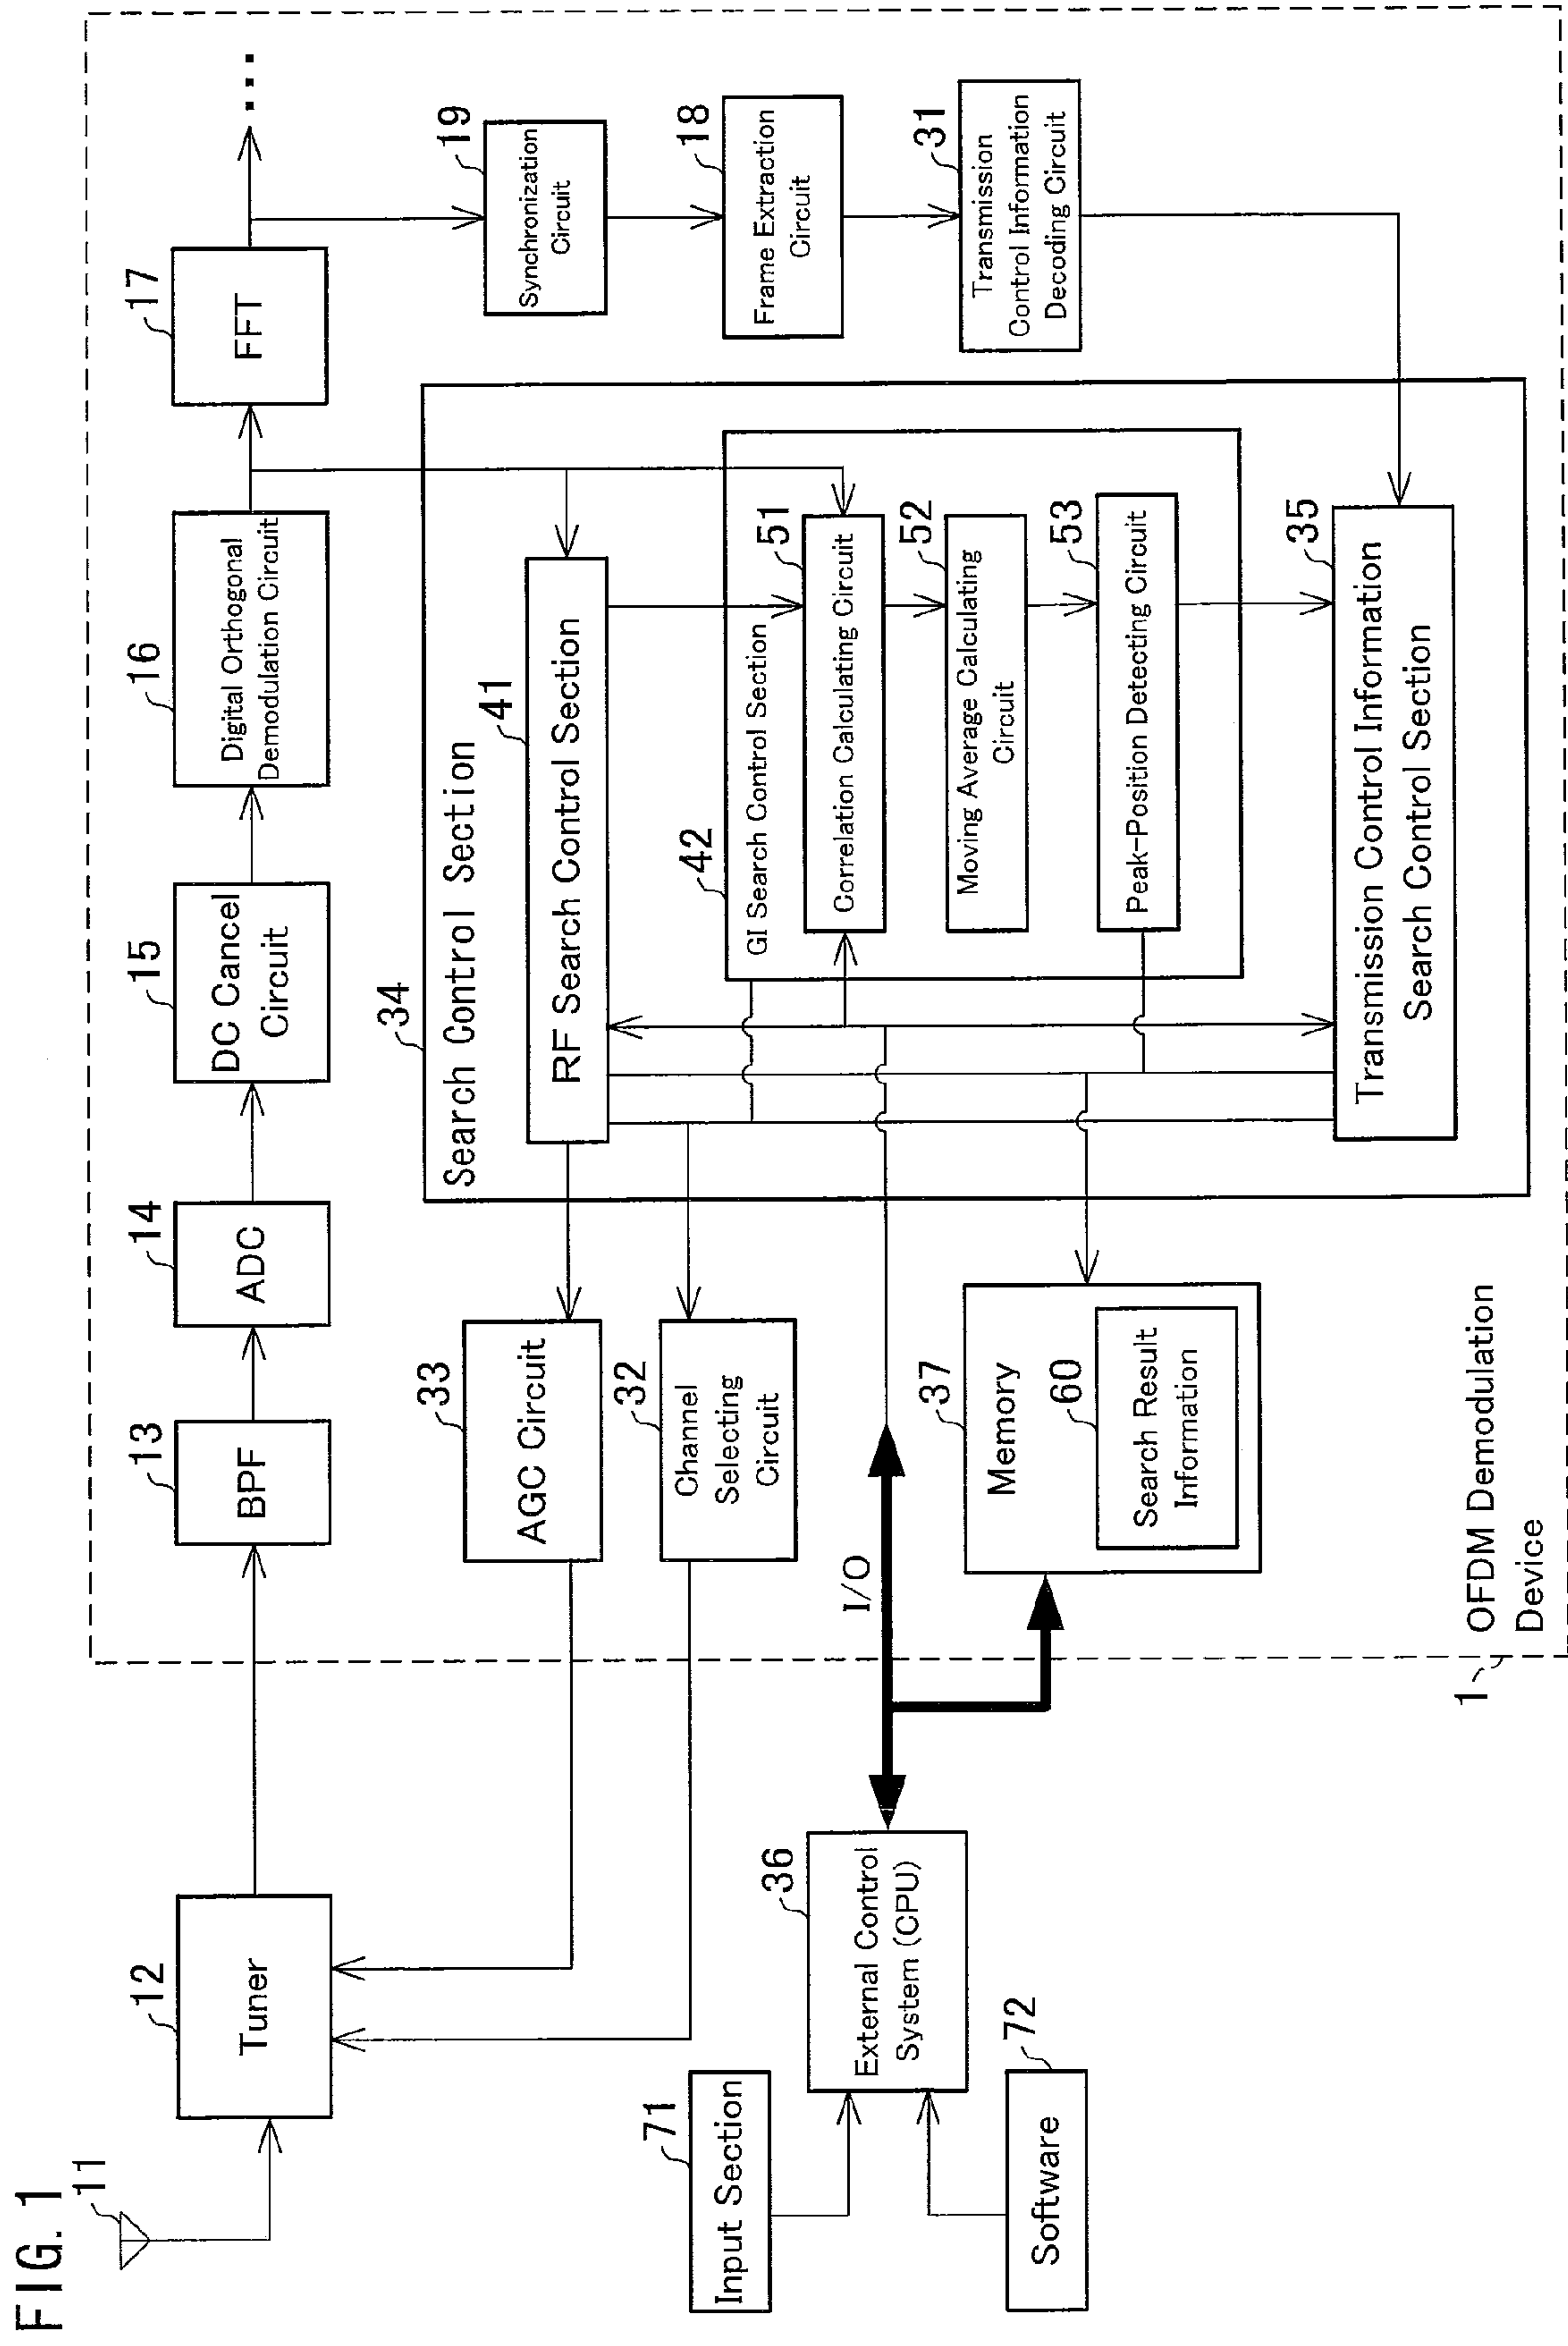 FIG. 1
11
12
Tuner
13
BPF
14
ADC
15
DC Cancel
Circuit
16
Digital Orthogonal
Demodulation Circuit
17
FFT
...
19
Synchronization
Circuit
18
Frame Extraction
Circuit
31
Transmission
Control Information
Decoding Circuit
33
AGC Circuit
32
Channel
Selecting
Circuit
34
Search Control Section
41
RF Search Control Section
42
GI Search Control Section
51
Correlation Calculating Circuit
52
Moving Average Calculating
Circuit
53
Peak-Position Detecting Circuit
35
Transmission Control Information
Search Control Section
I/O
37
Memory
60
Search Result
Information
71
Input Section
36
External Control
System (CPU)
72
Software
1
OFDM Demodulation
Device